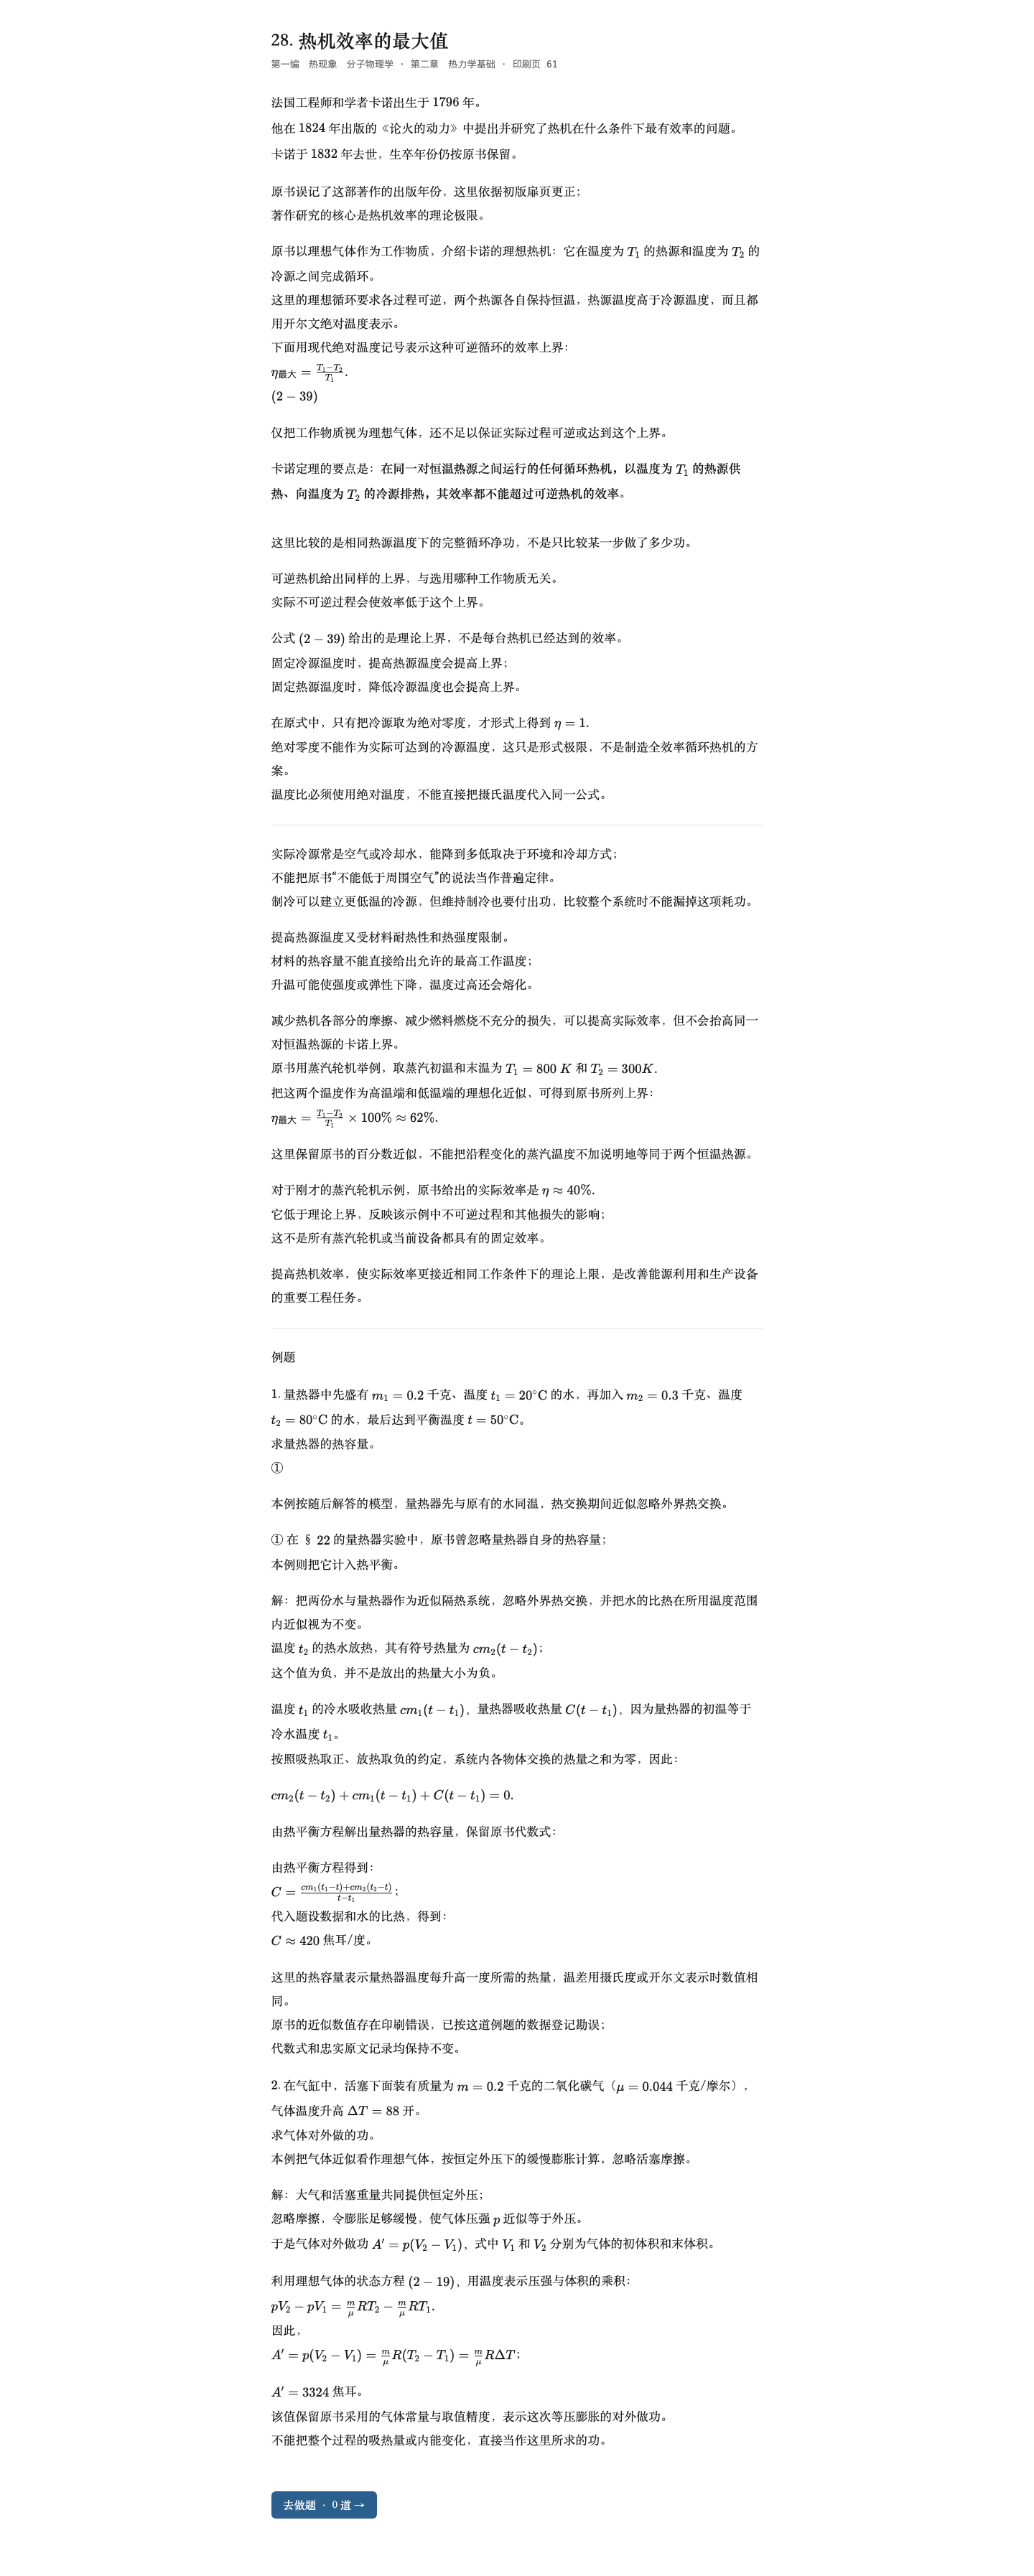 28. 热机效率的最大值
第一编 热现象 分子物理学 · 第二章 热力学基础 · 印刷页 61
法国工程师和学者卡诺出生于 1796 年。
他在 1824 年出版的《论火的动力》中提出并研究了热机在什么条件下最有效率的问题。
卡诺于 1832 年去世，生卒年份仍按原书保留。
原书误记了这部著作的出版年份，这里依据初版扉页更正；
著作研究的核心是热机效率的理论极限。
原书以理想气体作为工作物质，介绍卡诺的理想热机：它在温度为 T₁ 的热源和温度为 T₂ 的
冷源之间完成循环。
这里的理想循环要求各过程可逆，两个热源各自保持恒温，热源温度高于冷源温度，而且都
用开尔文绝对温度表示。
下面用现代绝对温度记号表示这种可逆循环的效率上界：
η最大 = (T₁−T₂)/T₁.
(2 − 39)
仅把工作物质视为理想气体，还不足以保证实际过程可逆或达到这个上界。
卡诺定理的要点是：在同一对恒温热源之间运行的任何循环热机，以温度为 T₁ 的热源供
热、向温度为 T₂ 的冷源排热，其效率都不能超过可逆热机的效率。
这里比较的是相同热源温度下的完整循环净功，不是只比较某一步做了多少功。
可逆热机给出同样的上界，与选用哪种工作物质无关。
实际不可逆过程会使效率低于这个上界。
公式 (2 − 39) 给出的是理论上界，不是每台热机已经达到的效率。
固定冷源温度时，提高热源温度会提高上界；
固定热源温度时，降低冷源温度也会提高上界。
在原式中，只有把冷源取为绝对零度，才形式上得到 η = 1.
绝对零度不能作为实际可达到的冷源温度，这只是形式极限，不是制造全效率循环热机的方
案。
温度比必须使用绝对温度，不能直接把摄氏温度代入同一公式。
实际冷源常是空气或冷却水，能降到多低取决于环境和冷却方式；
不能把原书“不能低于周围空气”的说法当作普遍定律。
制冷可以建立更低温的冷源，但维持制冷也要付出功，比较整个系统时不能漏掉这项耗功。
提高热源温度又受材料耐热性和热强度限制。
材料的热容量不能直接给出允许的最高工作温度；
升温可能使强度或弹性下降，温度过高还会熔化。
减少热机各部分的摩擦、减少燃料燃烧不充分的损失，可以提高实际效率，但不会抬高同一
对恒温热源的卡诺上界。
原书用蒸汽轮机举例，取蒸汽初温和末温为 T₁ = 800 K 和 T₂ = 300K.
把这两个温度作为高温端和低温端的理想化近似，可得到原书所列上界：
η最大 = (T₁−T₂)/T₁ × 100% ≈ 62%.
这里保留原书的百分数近似，不能把沿程变化的蒸汽温度不加说明地等同于两个恒温热源。
对于刚才的蒸汽轮机示例，原书给出的实际效率是 η ≈ 40%.
它低于理论上界，反映该示例中不可逆过程和其他损失的影响；
这不是所有蒸汽轮机或当前设备都具有的固定效率。
提高热机效率，使实际效率更接近相同工作条件下的理论上限，是改善能源利用和生产设备
的重要工程任务。
例题
1. 量热器中先盛有 m₁ = 0.2 千克、温度 t₁ = 20°C 的水，再加入 m₂ = 0.3 千克、温度
t₂ = 80°C 的水，最后达到平衡温度 t = 50°C。
求量热器的热容量。
①
本例按随后解答的模型，量热器先与原有的水同温，热交换期间近似忽略外界热交换。
① 在 § 22 的量热器实验中，原书曾忽略量热器自身的热容量；
本例则把它计入热平衡。
解：把两份水与量热器作为近似隔热系统，忽略外界热交换，并把水的比热在所用温度范围
内近似视为不变。
温度 t₂ 的热水放热，其有符号热量为 cm₂(t − t₂)；
这个值为负，并不是放出的热量大小为负。
温度 t₁ 的冷水吸收热量 cm₁(t − t₁)，量热器吸收热量 C(t − t₁)，因为量热器的初温等于
冷水温度 t₁。
按照吸热取正、放热取负的约定，系统内各物体交换的热量之和为零，因此：
cm₂(t − t₂) + cm₁(t − t₁) + C(t − t₁) = 0.
由热平衡方程解出量热器的热容量，保留原书代数式：
由热平衡方程得到：
C = (cm₁(t₁−t)+cm₂(t₂−t))/(t−t₁)；
代入题设数据和水的比热，得到：
C ≈ 420 焦耳/度。
这里的热容量表示量热器温度每升高一度所需的热量，温差用摄氏度或开尔文表示时数值相
同。
原书的近似数值存在印刷错误，已按这道例题的数据登记勘误；
代数式和忠实原文记录均保持不变。
2. 在气缸中，活塞下面装有质量为 m = 0.2 千克的二氧化碳气（μ = 0.044 千克/摩尔），
气体温度升高 ΔT = 88 开。
求气体对外做的功。
本例把气体近似看作理想气体，按恒定外压下的缓慢膨胀计算，忽略活塞摩擦。
解：大气和活塞重量共同提供恒定外压；
忽略摩擦，令膨胀足够缓慢，使气体压强 p 近似等于外压。
于是气体对外做功 A′ = p(V₂ − V₁)，式中 V₁ 和 V₂ 分别为气体的初体积和末体积。
利用理想气体的状态方程 (2 − 19)，用温度表示压强与体积的乘积：
pV₂ − pV₁ = m/μ RT₂ − m/μ RT₁.
因此，
A′ = p(V₂ − V₁) = m/μ R(T₂ − T₁) = m/μ RΔT；
A′ = 3324 焦耳。
该值保留原书采用的气体常量与取值精度，表示这次等压膨胀的对外做功。
不能把整个过程的吸热量或内能变化，直接当作这里所求的功。
去做题 · 0 道 →